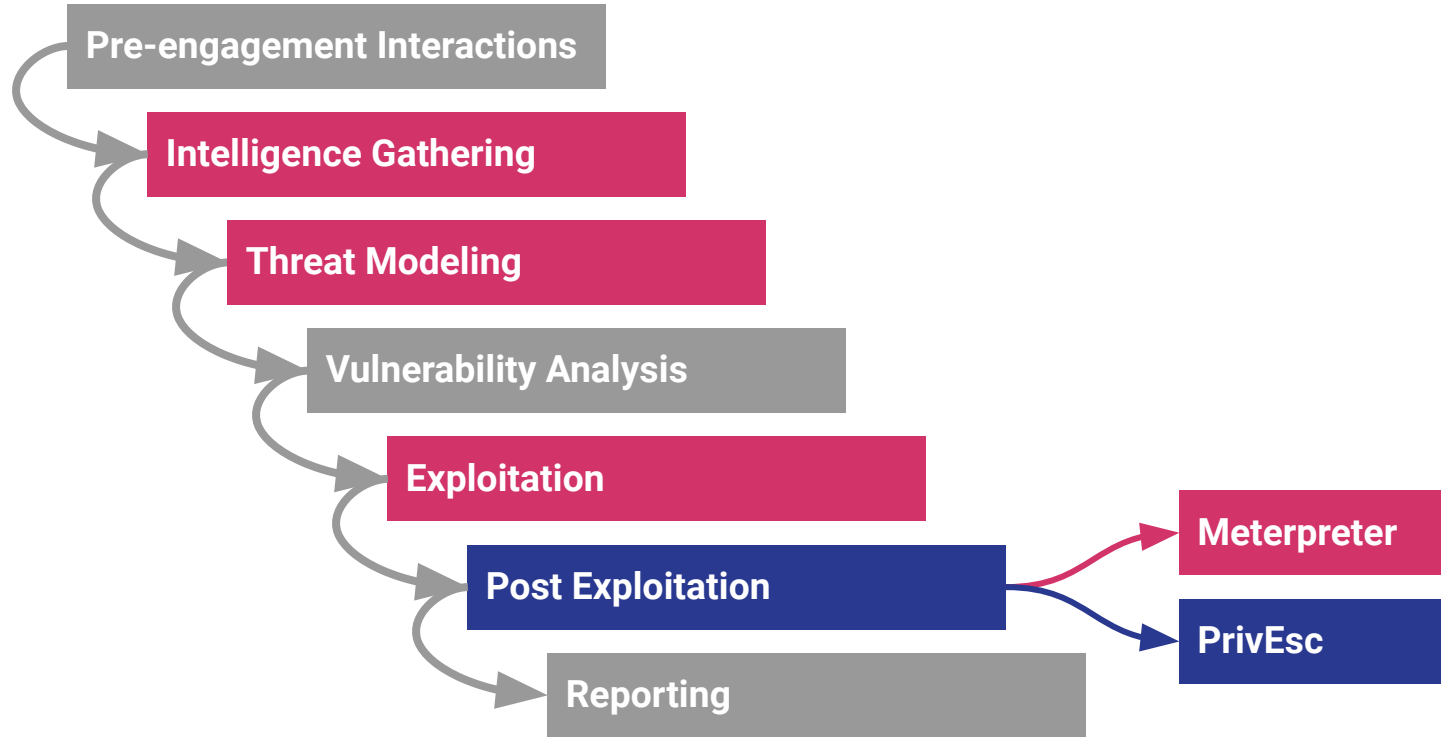 Pre-engagement Interactions
Intelligence Gathering
Threat Modeling
Vulnerability Analysis
Exploitation
Meterpreter
Post Exploitation
PrivEsc
Reporting